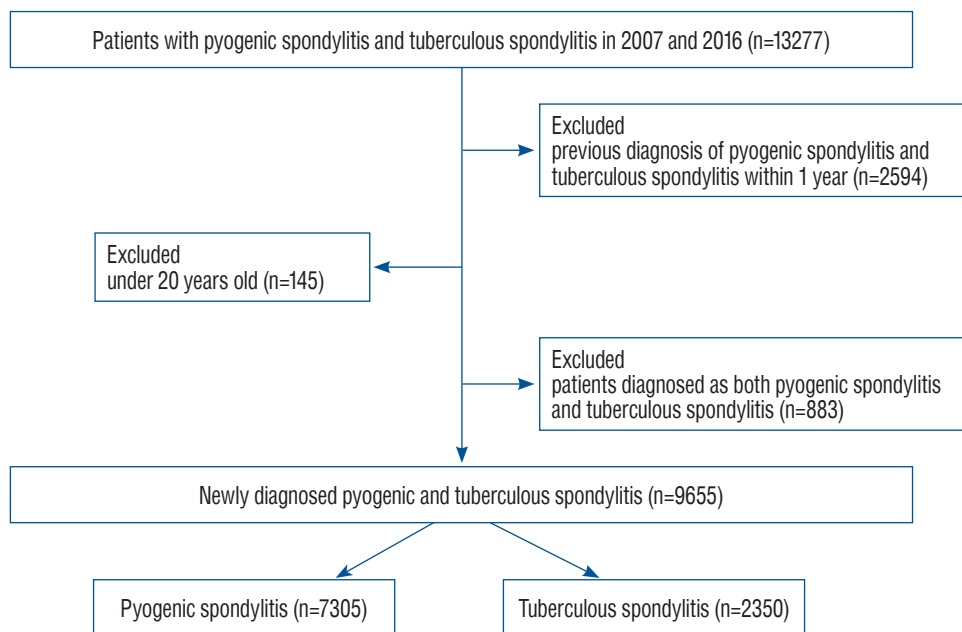 Patients with pyogenic spondylitis and tuberculous spondylitis in 2007 and 2016 (n=13277)
Excluded
previous diagnosis of pyogenic spondylitis and
tuberculous spondylitis within 1 year (n=2594)
Excluded
under 20 years old (n=145)
Excluded
patients diagnosed as both pyogenic spondylitis
and tuberculous spondylitis (n=883)
Newly diagnosed pyogenic and tuberculous spondylitis (n=9655)
Pyogenic spondylitis (n=7305)
Tuberculous spondylitis (n=2350)